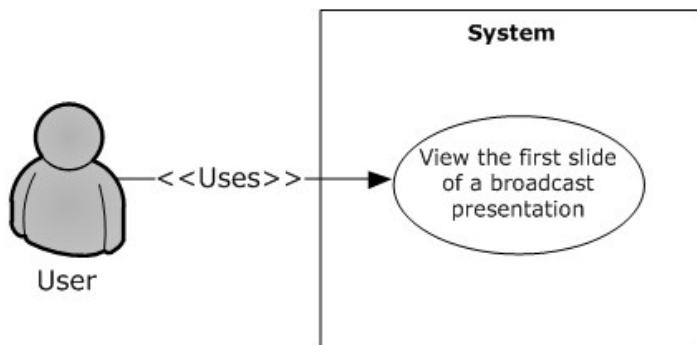 System
View the first slide
of a broadcast
presentation
<<Uses>>
User